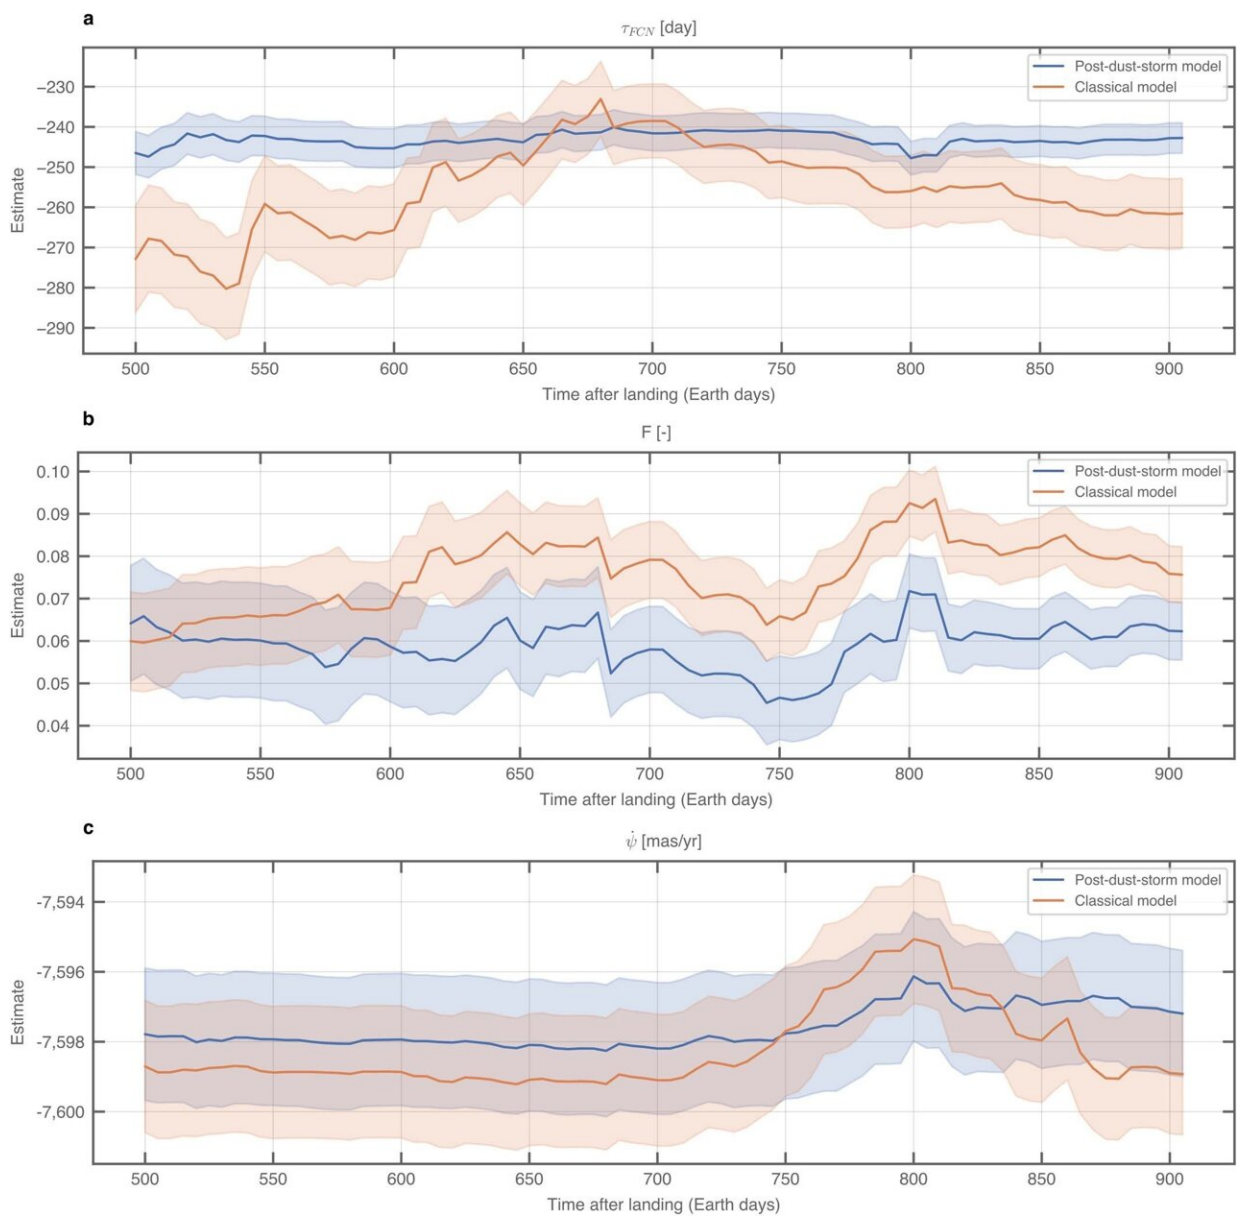 a
τFCN [day]
Post-dust-storm model
Classical model
−230
−240
−250
−260
−270
−280
−290
Estimate
500 550 600 650 700 750 800 850 900
Time after landing (Earth days)
b
F [-]
Post-dust-storm model
Classical model
0.10
0.09
0.08
0.07
0.06
0.05
0.04
Estimate
500 550 600 650 700 750 800 850 900
Time after landing (Earth days)
c
ψ̇ [mas/yr]
Post-dust-storm model
Classical model
-7,594
-7,596
-7,598
-7,600
Estimate
500 550 600 650 700 750 800 850 900
Time after landing (Earth days)